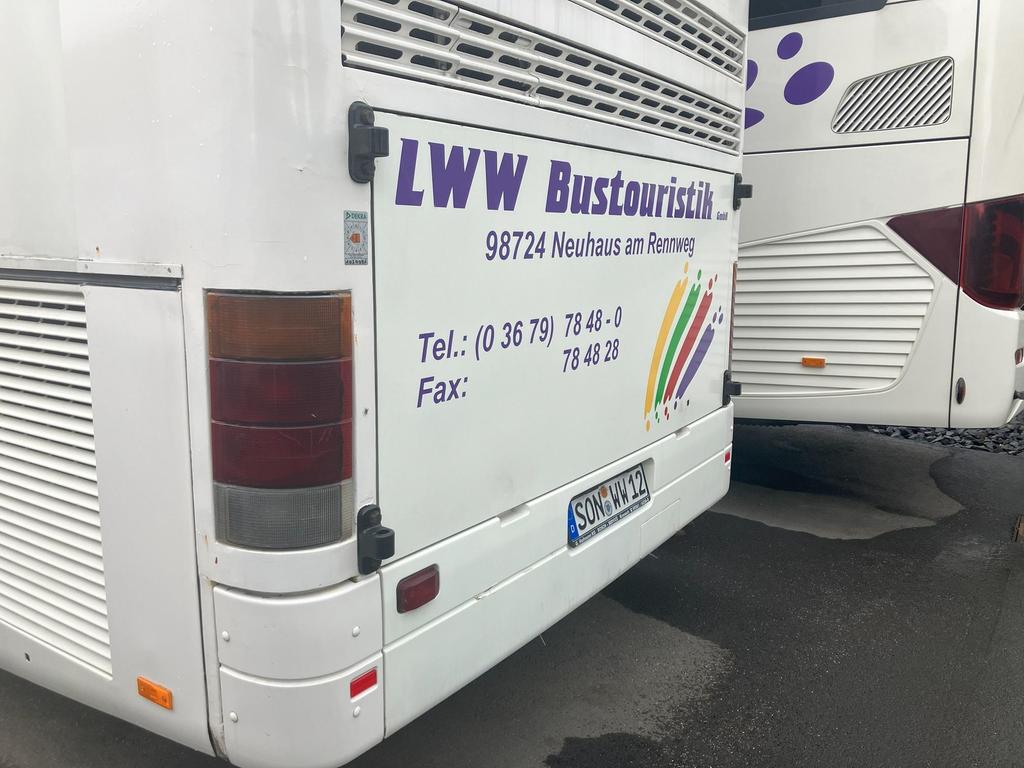 LWW Bustouristik GmbH
98724 Neuhaus am Rennweg
Tel.: (0 36 79) 78 48 - 0
Fax: 78 48 28
DEKRA
D SON WW 12